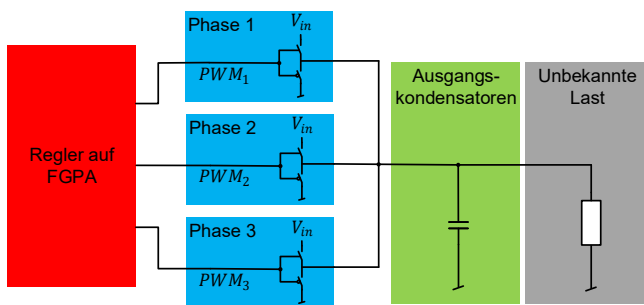 Phase 1
V_in
PWM_1
Phase 2
V_in
PWM_2
Phase 3
V_in
PWM_3
Regler auf
FGPA
Ausgangs-
kondensatoren
Unbekannte
Last